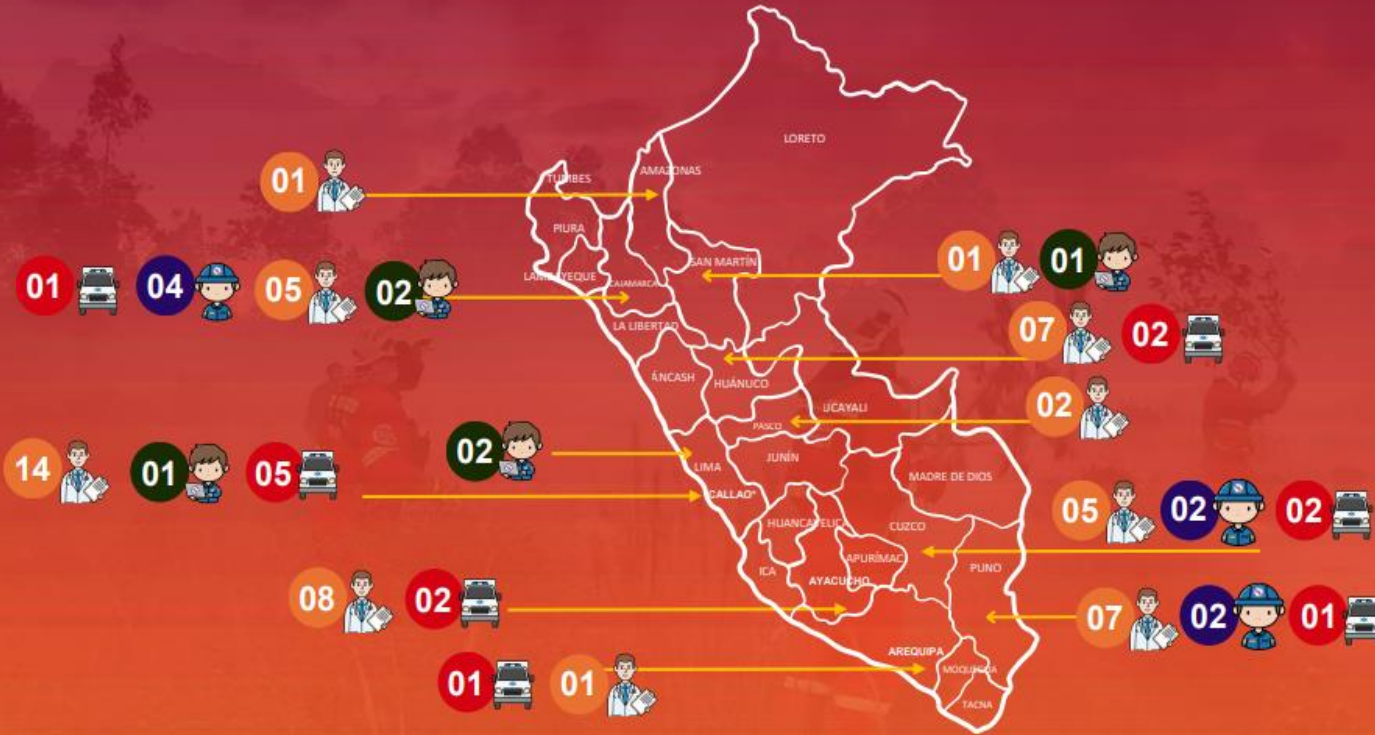 LORETO
AMAZONAS
TUMBES
01
PIURA
SAN MARTÍN
01 01
LAMBAYEQUE
CAJAMARCA
01 04 05 02
LA LIBERTAD
07 02
ÁNCASH
HUÁNUCO
UCAYALI
02
PASCO
02
JUNÍN
LIMA
14 01 05
MADRE DE DIOS
CALLAO*
05 02 02
HUANCAVELICA
CUZCO
APURÍMAC
ICA
AYACUCHO
PUNO
08 02
07 02 01
AREQUIPA
MOQUEGUA
01 01
TACNA